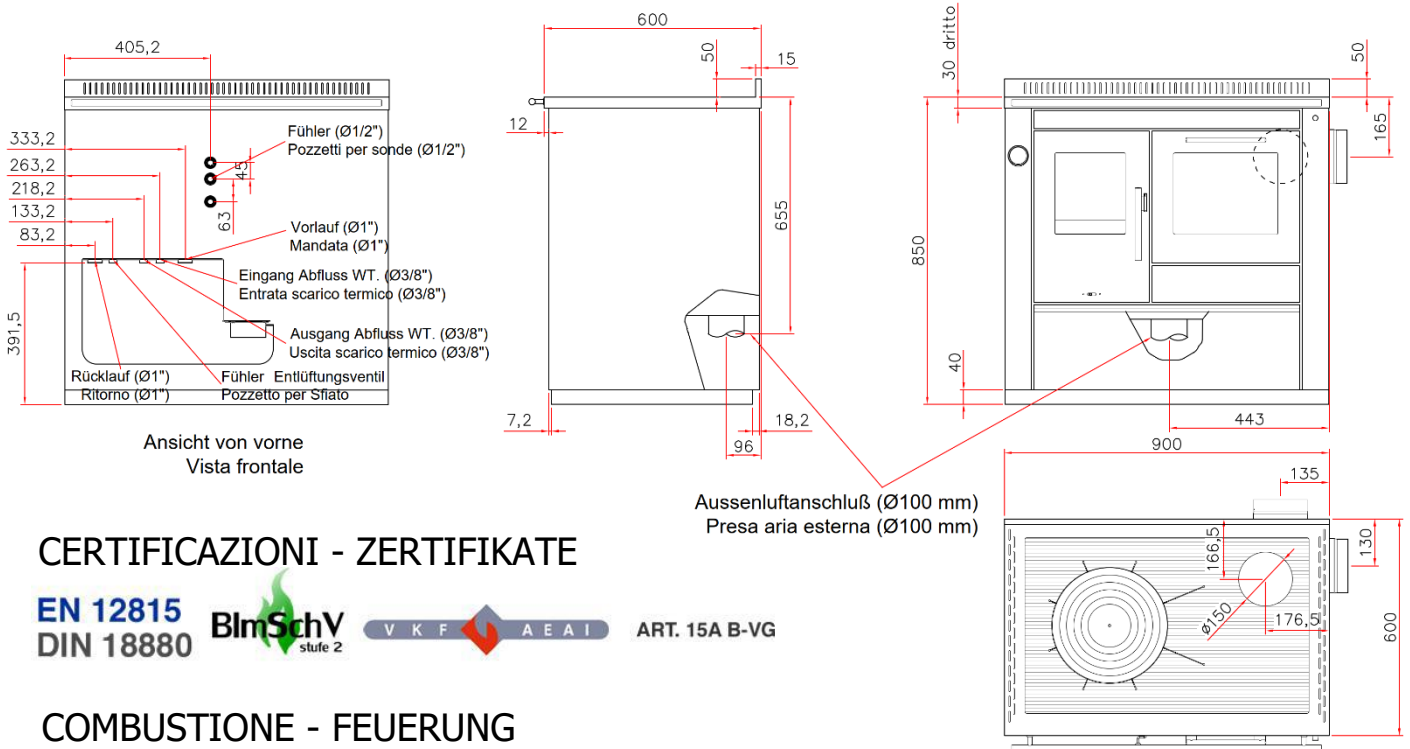 405,2
333,2
263,2
218,2
133,2
83,2
391,5
45
63
Fühler (Ø1/2")
Pozzetti per sonde (Ø1/2")
Vorlauf (Ø1")
Mandata (Ø1")
Eingang Abfluss WT. (Ø3/8")
Entrata scarico termico (Ø3/8")
Ausgang Abfluss WT. (Ø3/8")
Uscita scarico termico (Ø3/8")
Rücklauf (Ø1")
Ritorno (Ø1")
Fühler Entlüftungsventil
Pozzetto per Sfiato
Ansicht von vorne
Vista frontale
600
50
15
12
655
7,2
18,2
96
Aussenluftanschluß (Ø100 mm)
Presa aria esterna (Ø100 mm)
30 dritto
50
165
850
40
443
900
135
166,5
130
Ø150
176,5
600
CERTIFICAZIONI - ZERTIFIKATE
EN 12815
DIN 18880
BImSchV
stufe 2
VKF AEAI
ART. 15A B-VG
COMBUSTIONE - FEUERUNG